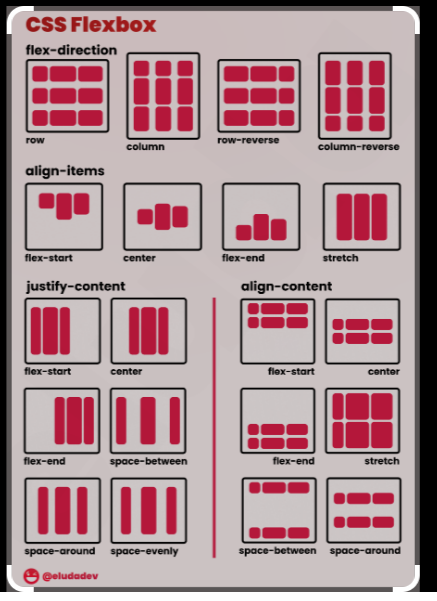 CSS Flexbox
flex-direction
row
column
row-reverse
column-reverse
align-items
flex-start
center
flex-end
stretch
justify-content
flex-start
center
flex-end
space-between
space-around
space-evenly
align-content
flex-start
center
flex-end
stretch
space-between
space-around
@eludadev